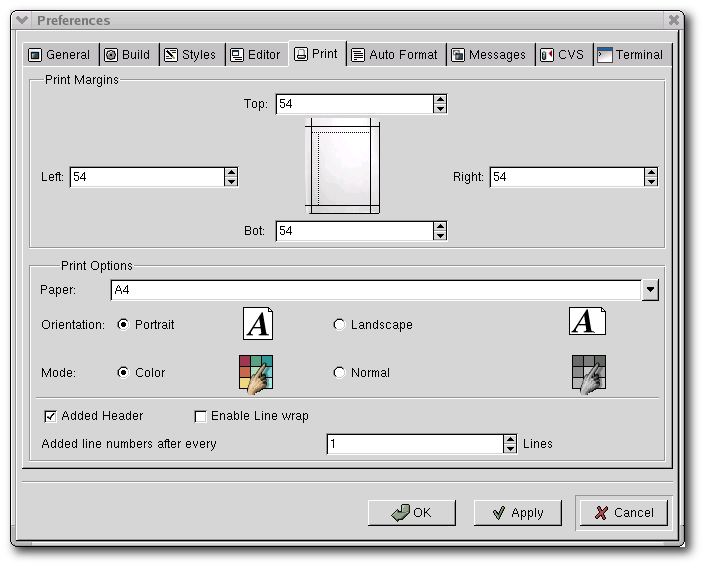 Preferences
General Build Styles Editor Print Auto Format Messages CVS Terminal
Print Margins
Top: 54
Left: 54 Right: 54
Bot: 54
Print Options
Paper: A4
Orientation: Portrait A Landscape A
Mode: Color Normal
Added Header Enable Line wrap
Added line numbers after every 1 Lines
OK Apply Cancel